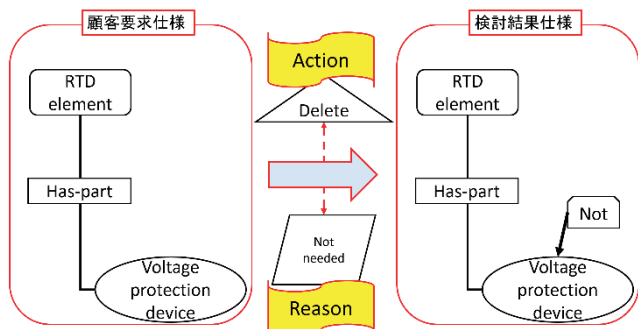 顧客要求仕様
RTD
element
Has-part
Voltage
protection
device
Action
Delete
Not
needed
Reason
検討結果仕様
RTD
element
Has-part
Not
Voltage
protection
device